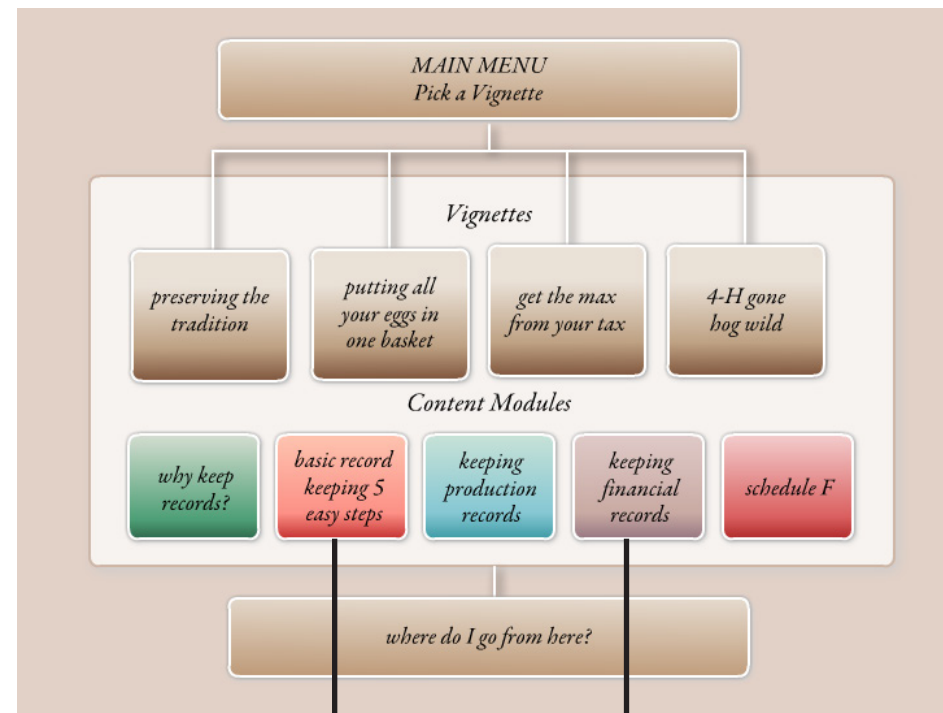 MAIN MENU
Pick a Vignette
Vignettes
preserving the
tradition
putting all
your eggs in
one basket
get the max
from your tax
4-H gone
hog wild
Content Modules
why keep
records?
basic record
keeping 5
easy steps
keeping
production
records
keeping
financial
records
schedule F
where do I go from here?